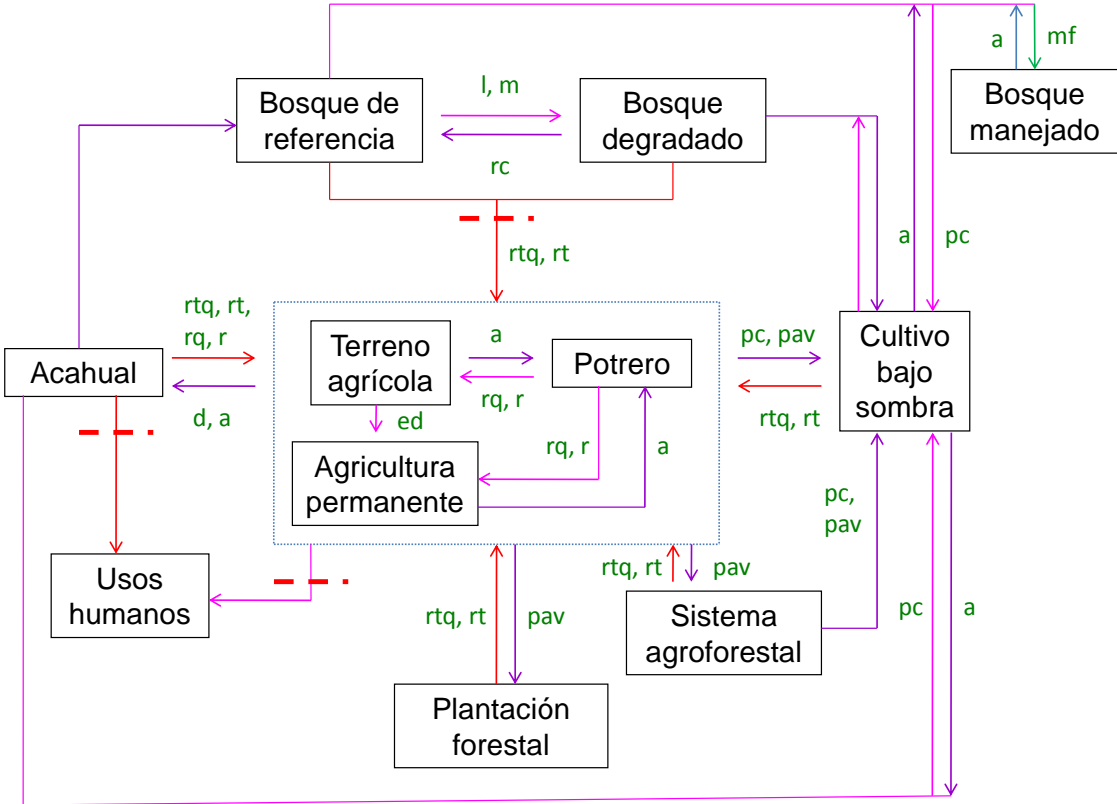 a
mf
Bosque de
referencia
l, m
rc
Bosque
degradado
Bosque
manejado
rtq, rt
a
pc
rtq, rt,
rq, r
Acahual
d, a
Terreno
agrícola
a
rq, r
Potrero
ed
Agricultura
permanente
rq, r
a
pc, pav
rtq, rt
Cultivo
bajo
sombra
pc,
pav
Usos
humanos
rtq, rt
pav
rtq, rt
pav
Sistema
agroforestal
pc
a
Plantación
forestal